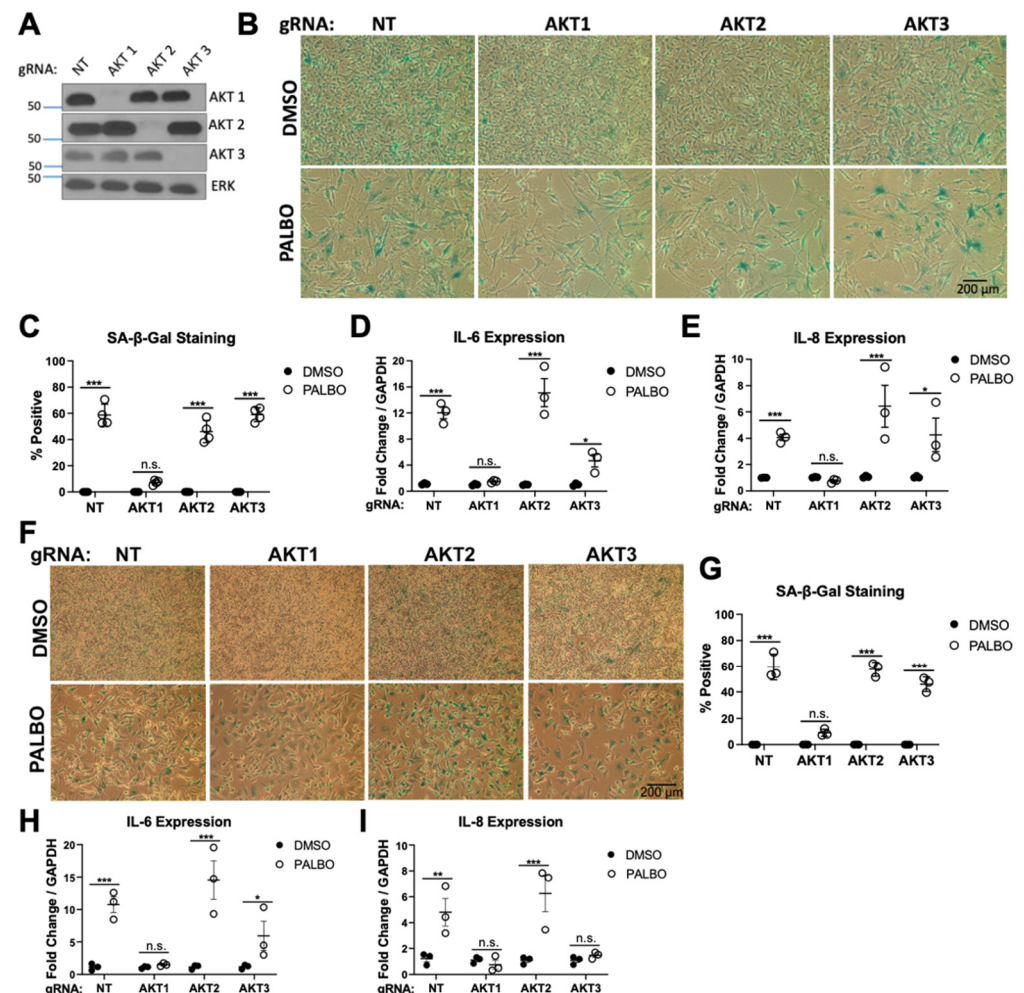 A
gRNA: NT AKT 1 AKT 2 AKT 3
50 AKT 1
50 AKT 2
50 AKT 3
50 ERK
B
gRNA: NT AKT1 AKT2 AKT3
DMSO
PALBO
200 µm
C
SA-β-Gal Staining
% Positive
100
80
60
40
20
0
*** n.s. *** ***
NT AKT1 AKT2 AKT3
DMSO
PALBO
D
IL-6 Expression
Fold Change / GAPDH
20
16
12
8
4
0
*** n.s. *** *
gRNA: NT AKT1 AKT2 AKT3
DMSO
PALBO
E
IL-8 Expression
Fold Change / GAPDH
10
8
6
4
2
0
*** n.s. *** *
gRNA: NT AKT1 AKT2 AKT3
DMSO
PALBO
F
gRNA: NT AKT1 AKT2 AKT3
DMSO
PALBO
200 µm
G
SA-β-Gal Staining
% Positive
100
80
60
40
20
0
*** n.s. *** ***
NT AKT1 AKT2 AKT3
DMSO
PALBO
H
IL-6 Expression
Fold Change / GAPDH
20
15
10
5
0
*** n.s. *** *
gRNA: NT AKT1 AKT2 AKT3
DMSO
PALBO
I
IL-8 Expression
Fold Change / GAPDH
10
8
6
4
2
0
** n.s. *** n.s.
gRNA: NT AKT1 AKT2 AKT3
DMSO
PALBO